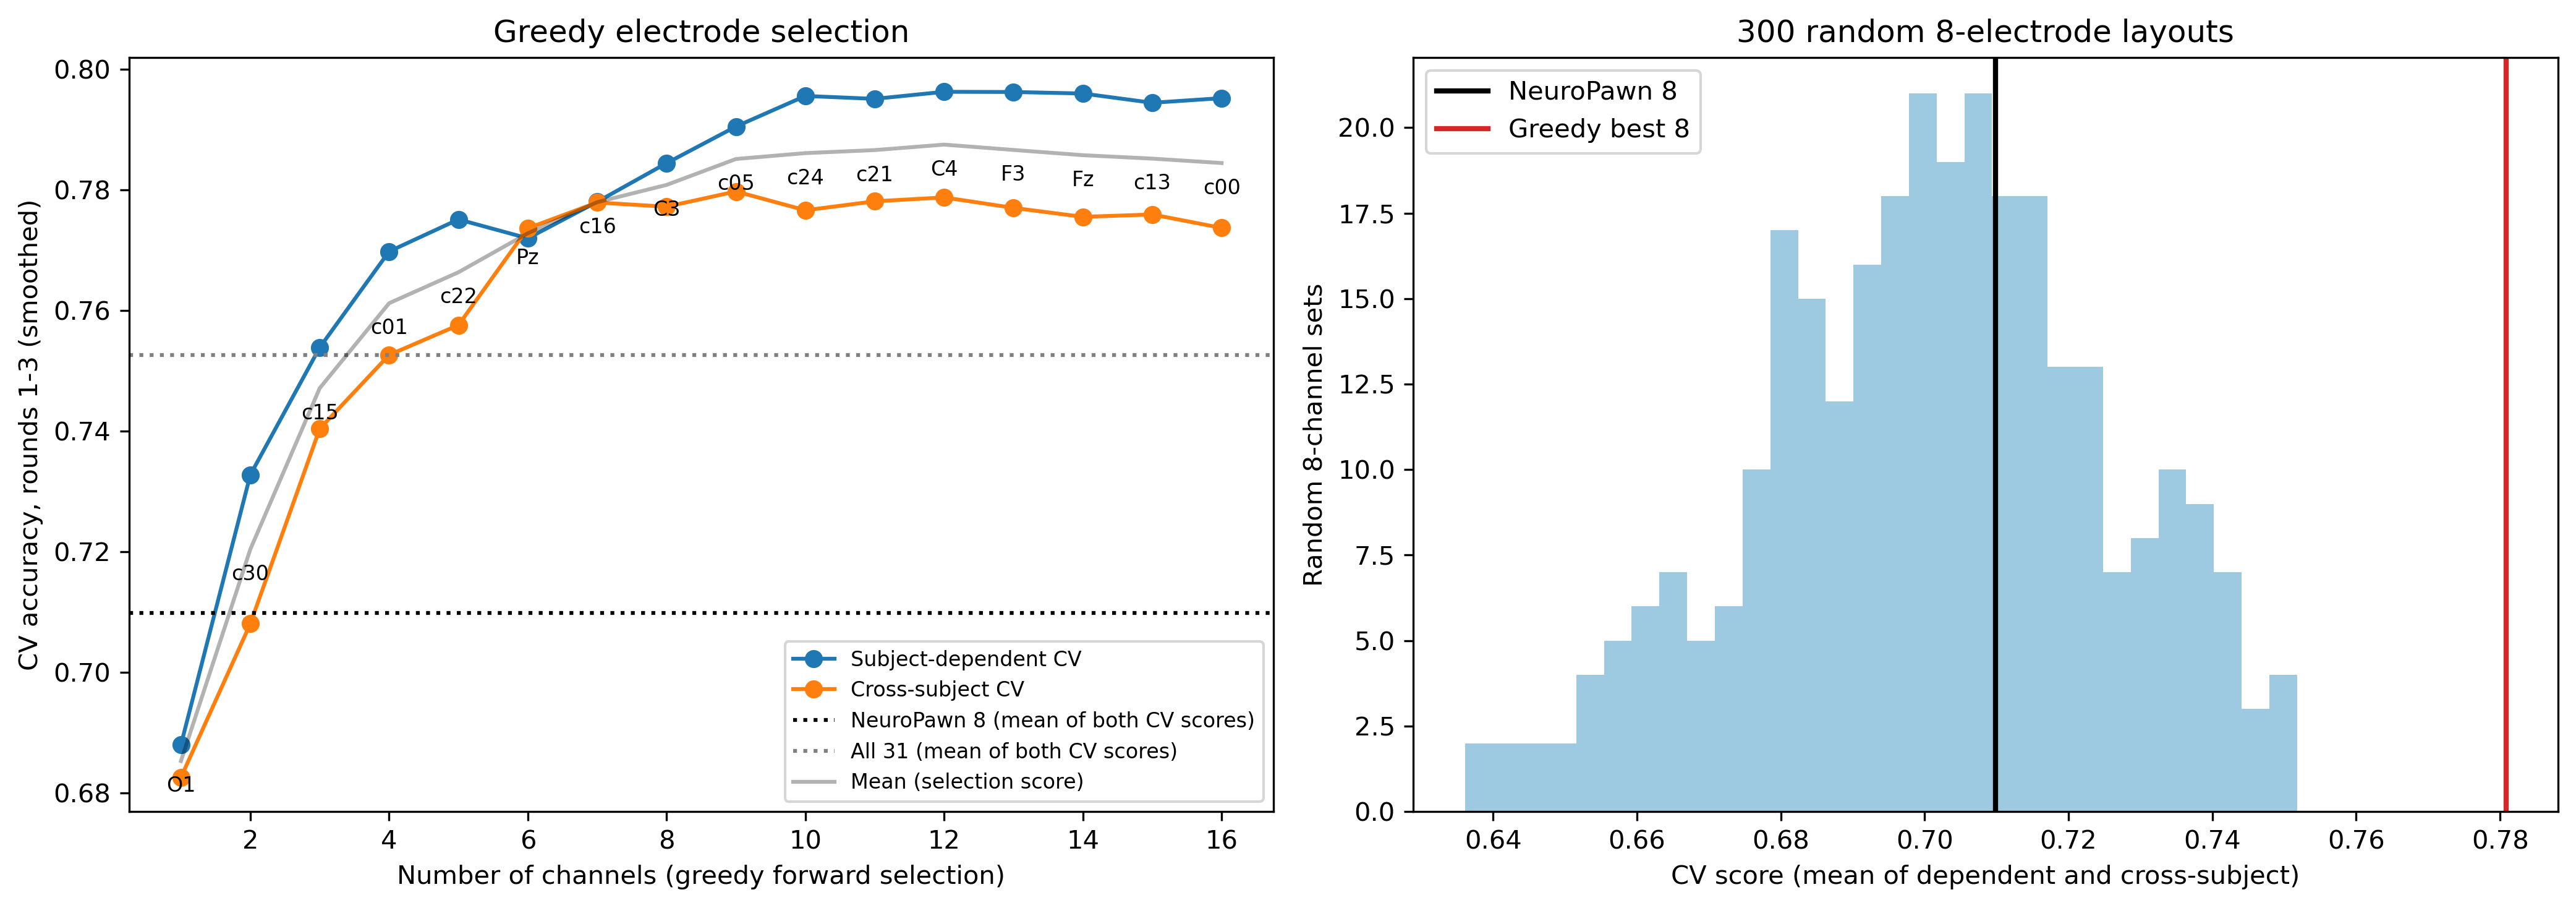 Greedy electrode selection
CV accuracy, rounds 1-3 (smoothed)
0.80
0.78
0.76
0.74
0.72
0.70
0.68
O1
c30
c15
c01
c22
Pz
c16
C3
c05
c24
c21
C4
F3
Fz
c13
c00
Subject-dependent CV
Cross-subject CV
NeuroPawn 8 (mean of both CV scores)
All 31 (mean of both CV scores)
Mean (selection score)
2 4 6 8 10 12 14 16
Number of channels (greedy forward selection)
300 random 8-electrode layouts
Random 8-channel sets
20.0
17.5
15.0
12.5
10.0
7.5
5.0
2.5
0.0
NeuroPawn 8
Greedy best 8
0.64 0.66 0.68 0.70 0.72 0.74 0.76 0.78
CV score (mean of dependent and cross-subject)